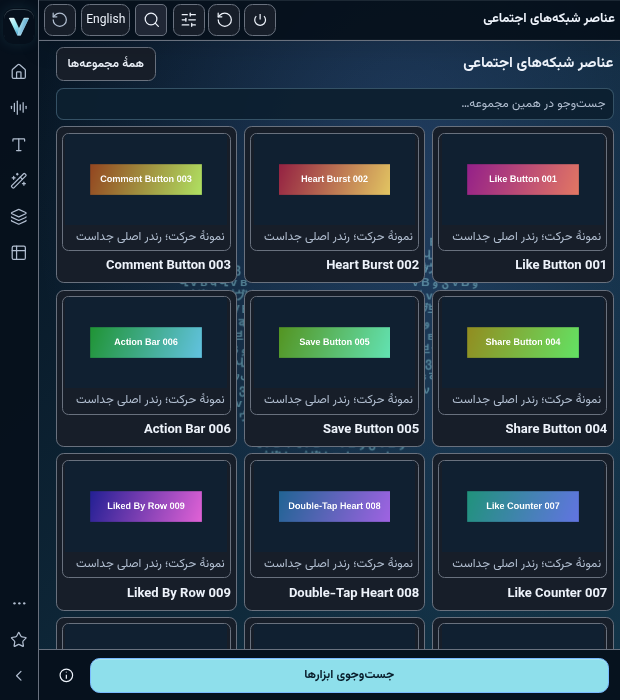 English
عناصر شبکه‌های اجتماعی
همهٔ مجموعه‌ها
عناصر شبکه‌های اجتماعی
جست‌وجو در همین مجموعه...
Like Button 001
نمونهٔ حرکت؛ رندر اصلی جداست
Like Button 001
Heart Burst 002
نمونهٔ حرکت؛ رندر اصلی جداست
Heart Burst 002
Comment Button 003
نمونهٔ حرکت؛ رندر اصلی جداست
Comment Button 003
Share Button 004
نمونهٔ حرکت؛ رندر اصلی جداست
Share Button 004
Save Button 005
نمونهٔ حرکت؛ رندر اصلی جداست
Save Button 005
Action Bar 006
نمونهٔ حرکت؛ رندر اصلی جداست
Action Bar 006
Like Counter 007
نمونهٔ حرکت؛ رندر اصلی جداست
Like Counter 007
Double-Tap Heart 008
نمونهٔ حرکت؛ رندر اصلی جداست
Double-Tap Heart 008
Liked By Row 009
نمونهٔ حرکت؛ رندر اصلی جداست
Liked By Row 009
جست‌وجوی ابزارها